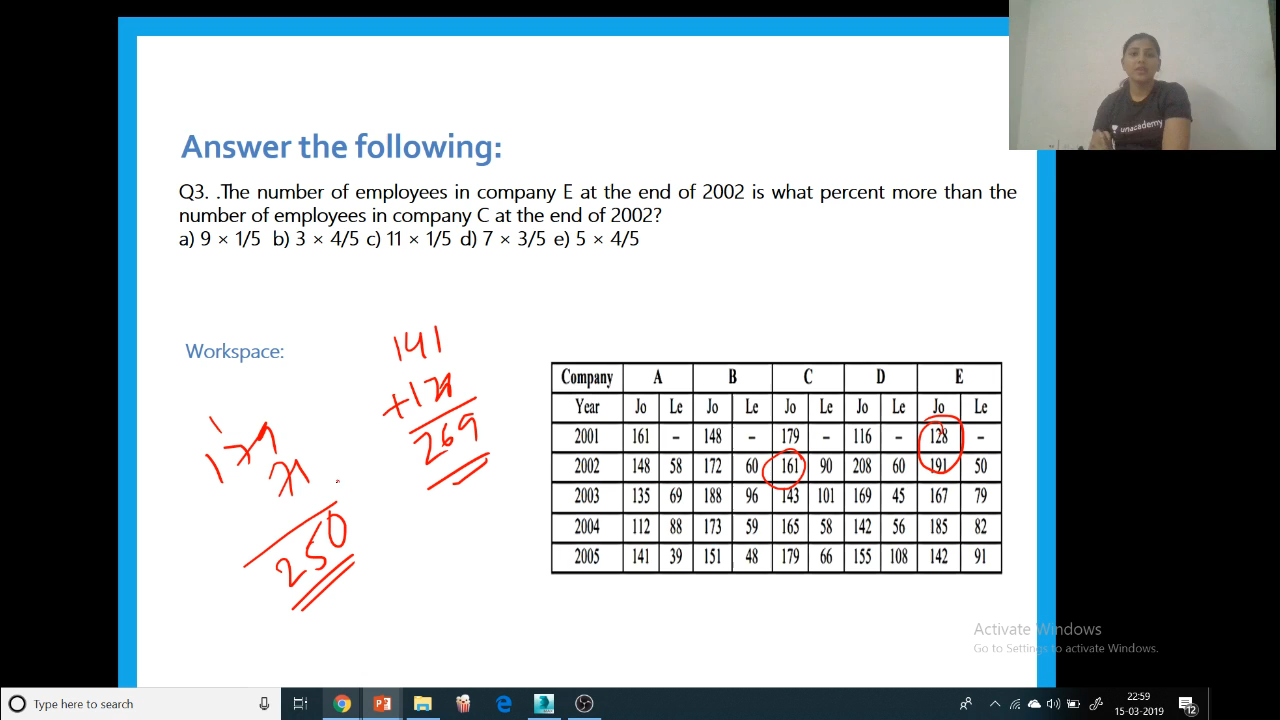 Answer the following:
Q3. .The number of employees in company E at the end of 2002 is what percent more than the
number of employees in company C at the end of 2002?
a) 9 × 1/5 b) 3 × 4/5 c) 11 × 1/5 d) 7 × 3/5 e) 5 × 4/5
Workspace:
141
+128
269
179
71
250
Company A B C D E
Year Jo Le Jo Le Jo Le Jo Le Jo Le
2001 161 – 148 – 179 – 116 – 128 –
2002 148 58 172 60 161 90 208 60 191 50
2003 135 69 188 96 143 101 169 45 167 79
2004 112 88 173 59 165 58 142 56 185 82
2005 141 39 151 48 179 66 155 108 142 91
unacademy
Activate Windows
Go to Settings to activate Windows.
Type here to search
22:59
15-03-2019
12